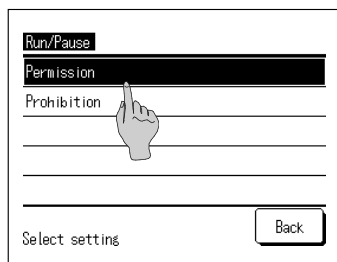 Run/Pause
Permission
Prohibition
Select setting
Back